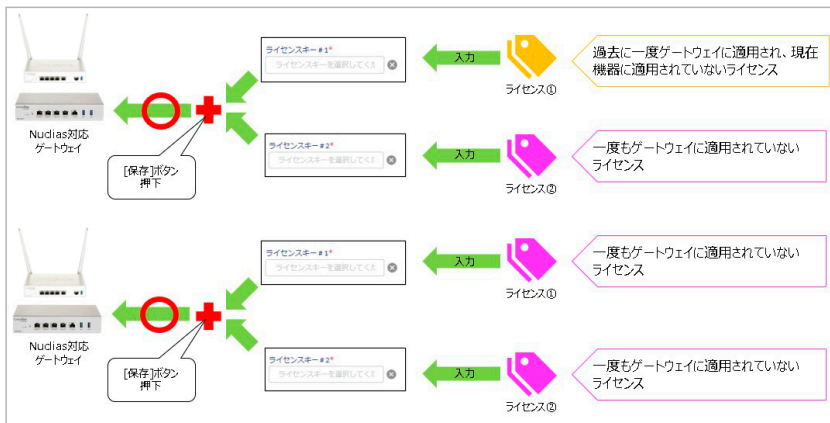 ライセンスキー#1*
ライセンスキーを選択してくた
入力
ライセンス①
過去に一度ゲートウェイに適用され、現在
機器に適用されていないライセンス
Nudias対応
ゲートウェイ
[保存]ボタン
押下
ライセンスキー#2*
ライセンスキーを選択してくた
入力
ライセンス②
一度もゲートウェイに適用されていない
ライセンス
ライセンスキー#1*
ライセンスキーを選択してくた
入力
ライセンス①
一度もゲートウェイに適用されていない
ライセンス
Nudias対応
ゲートウェイ
[保存]ボタン
押下
ライセンスキー#2*
ライセンスキーを選択してくた
入力
ライセンス②
一度もゲートウェイに適用されていない
ライセンス